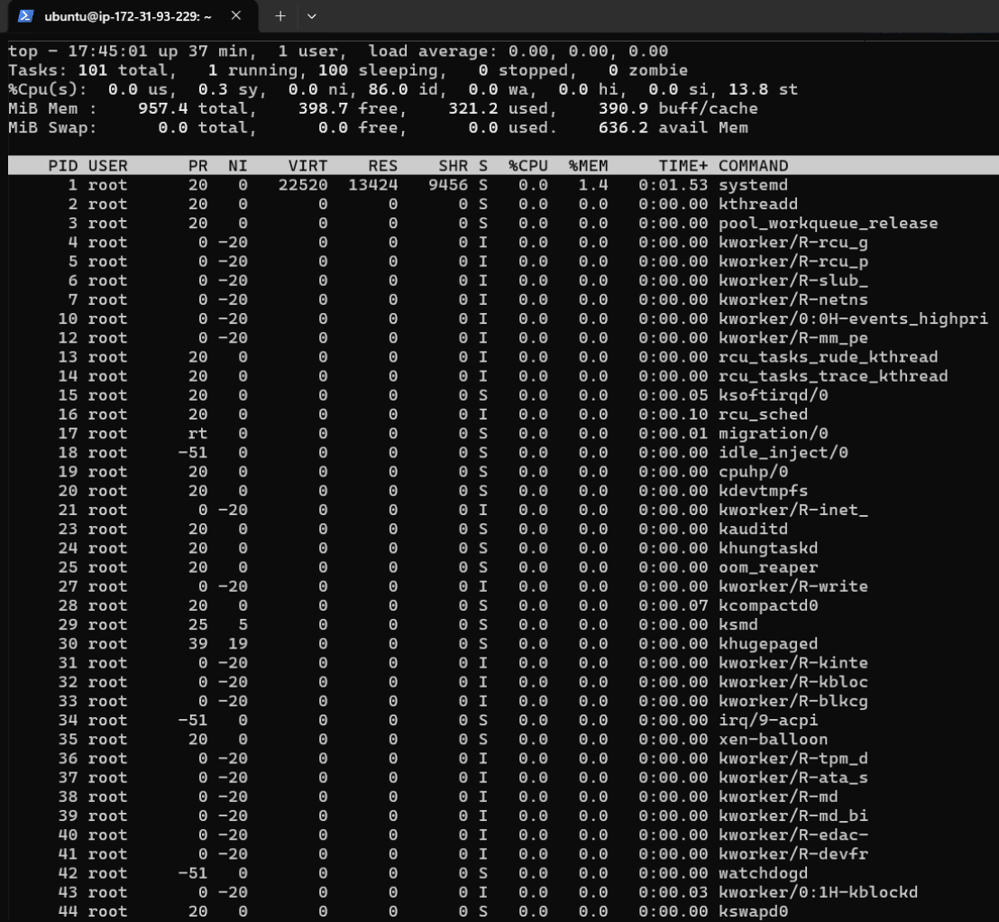 ubuntu@ip-172-31-93-229: ~
top - 17:45:01 up 37 min,  1 user,  load average: 0.00, 0.00, 0.00
Tasks: 101 total,   1 running, 100 sleeping,   0 stopped,   0 zombie
%Cpu(s):  0.0 us,  0.3 sy,  0.0 ni, 86.0 id,  0.0 wa,  0.0 hi,  0.0 si, 13.8 st
MiB Mem :    957.4 total,    398.7 free,    321.2 used,    390.9 buff/cache
MiB Swap:      0.0 total,      0.0 free,      0.0 used.    636.2 avail Mem
PID USER      PR  NI    VIRT    RES    SHR S  %CPU  %MEM     TIME+ COMMAND
1 root      20   0   22520  13424   9456 S   0.0   1.4   0:01.53 systemd
2 root      20   0       0      0      0 S   0.0   0.0   0:00.00 kthreadd
3 root      20   0       0      0      0 S   0.0   0.0   0:00.00 pool_workqueue_release
4 root       0 -20       0      0      0 I   0.0   0.0   0:00.00 kworker/R-rcu_g
5 root       0 -20       0      0      0 I   0.0   0.0   0:00.00 kworker/R-rcu_p
6 root       0 -20       0      0      0 I   0.0   0.0   0:00.00 kworker/R-slub_
7 root       0 -20       0      0      0 I   0.0   0.0   0:00.00 kworker/R-netns
10 root       0 -20       0      0      0 I   0.0   0.0   0:00.00 kworker/0:0H-events_highpri
12 root       0 -20       0      0      0 I   0.0   0.0   0:00.00 kworker/R-mm_pe
13 root      20   0       0      0      0 I   0.0   0.0   0:00.00 rcu_tasks_rude_kthread
14 root      20   0       0      0      0 I   0.0   0.0   0:00.00 rcu_tasks_trace_kthread
15 root      20   0       0      0      0 S   0.0   0.0   0:00.05 ksoftirqd/0
16 root      20   0       0      0      0 I   0.0   0.0   0:00.10 rcu_sched
17 root      rt   0       0      0      0 S   0.0   0.0   0:00.01 migration/0
18 root     -51   0       0      0      0 S   0.0   0.0   0:00.00 idle_inject/0
19 root      20   0       0      0      0 S   0.0   0.0   0:00.00 cpuhp/0
20 root      20   0       0      0      0 S   0.0   0.0   0:00.00 kdevtmpfs
21 root       0 -20       0      0      0 I   0.0   0.0   0:00.00 kworker/R-inet_
23 root      20   0       0      0      0 S   0.0   0.0   0:00.00 kauditd
24 root      20   0       0      0      0 S   0.0   0.0   0:00.00 khungtaskd
25 root      20   0       0      0      0 S   0.0   0.0   0:00.00 oom_reaper
27 root       0 -20       0      0      0 I   0.0   0.0   0:00.00 kworker/R-write
28 root      20   0       0      0      0 S   0.0   0.0   0:00.07 kcompactd0
29 root      25   5       0      0      0 S   0.0   0.0   0:00.00 ksmd
30 root      39  19       0      0      0 S   0.0   0.0   0:00.00 khugepaged
31 root       0 -20       0      0      0 I   0.0   0.0   0:00.00 kworker/R-kinte
32 root       0 -20       0      0      0 I   0.0   0.0   0:00.00 kworker/R-kbloc
33 root       0 -20       0      0      0 I   0.0   0.0   0:00.00 kworker/R-blkcg
34 root     -51   0       0      0      0 S   0.0   0.0   0:00.00 irq/9-acpi
35 root      20   0       0      0      0 S   0.0   0.0   0:00.00 xen-balloon
36 root       0 -20       0      0      0 I   0.0   0.0   0:00.00 kworker/R-tpm_d
37 root       0 -20       0      0      0 I   0.0   0.0   0:00.00 kworker/R-ata_s
38 root       0 -20       0      0      0 I   0.0   0.0   0:00.00 kworker/R-md
39 root       0 -20       0      0      0 I   0.0   0.0   0:00.00 kworker/R-md_bi
40 root       0 -20       0      0      0 I   0.0   0.0   0:00.00 kworker/R-edac-
41 root       0 -20       0      0      0 I   0.0   0.0   0:00.00 kworker/R-devfr
42 root     -51   0       0      0      0 S   0.0   0.0   0:00.00 watchdogd
43 root       0 -20       0      0      0 I   0.0   0.0   0:00.03 kworker/0:1H-kblockd
44 root      20   0       0      0      0 S   0.0   0.0   0:00.00 kswapd0